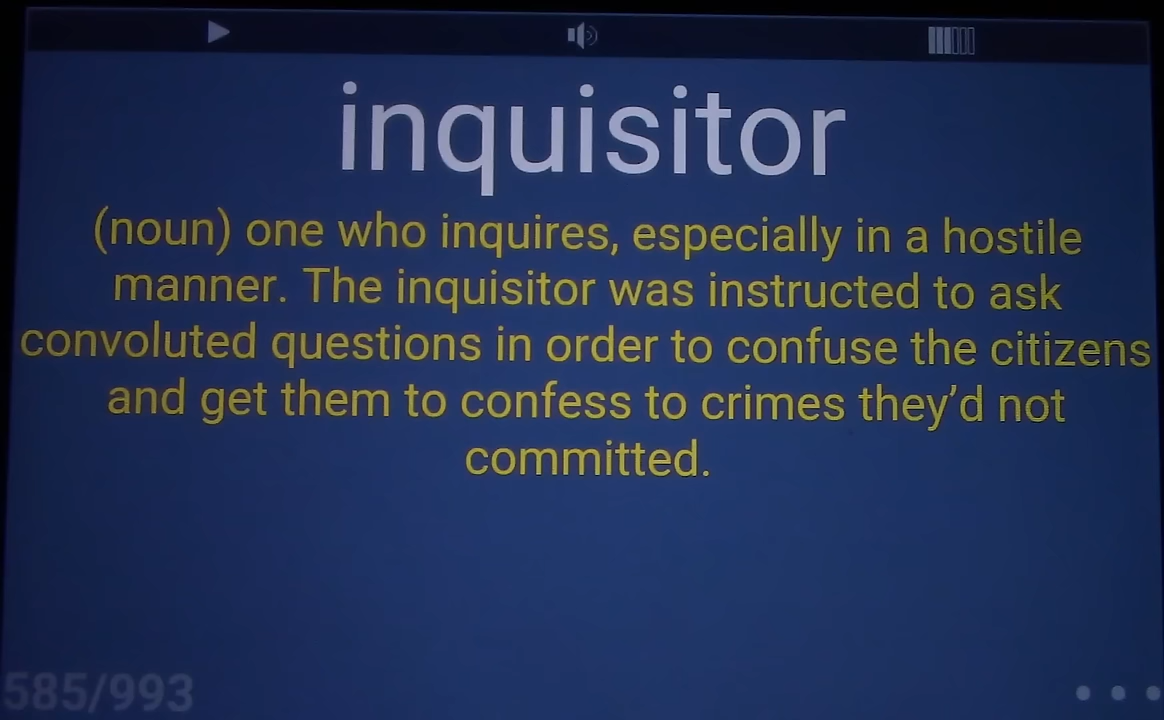 inquisitor
(noun) one who inquires, especially in a hostile
manner. The inquisitor was instructed to ask
convoluted questions in order to confuse the citizens
and get them to confess to crimes they’d not
committed.
585/993